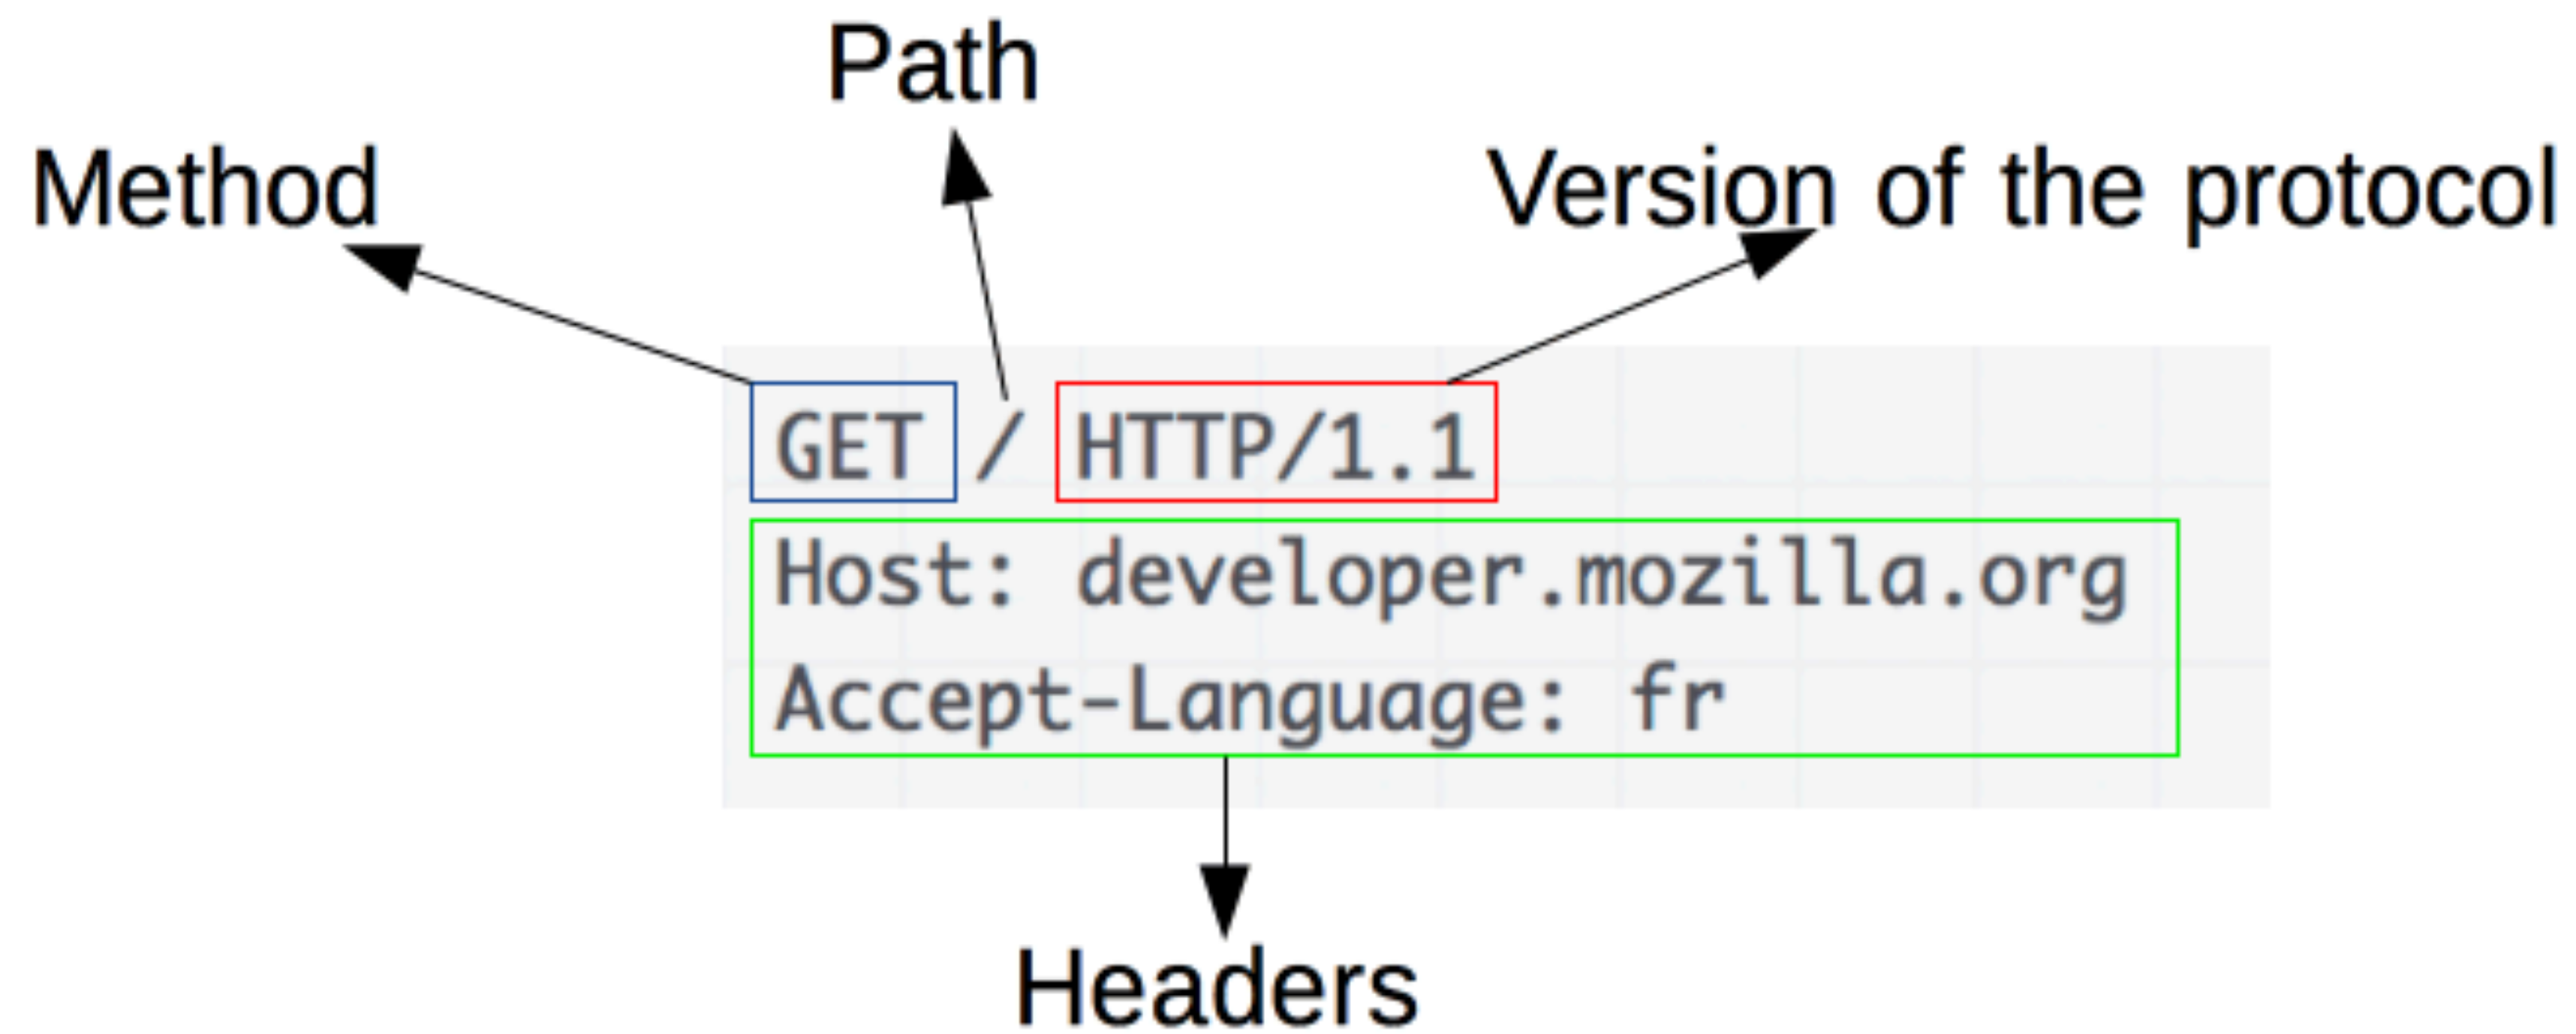 Path
Method
Version of the protocol
GET / HTTP/1.1
Host: developer.mozilla.org
Accept-Language: fr
Headers